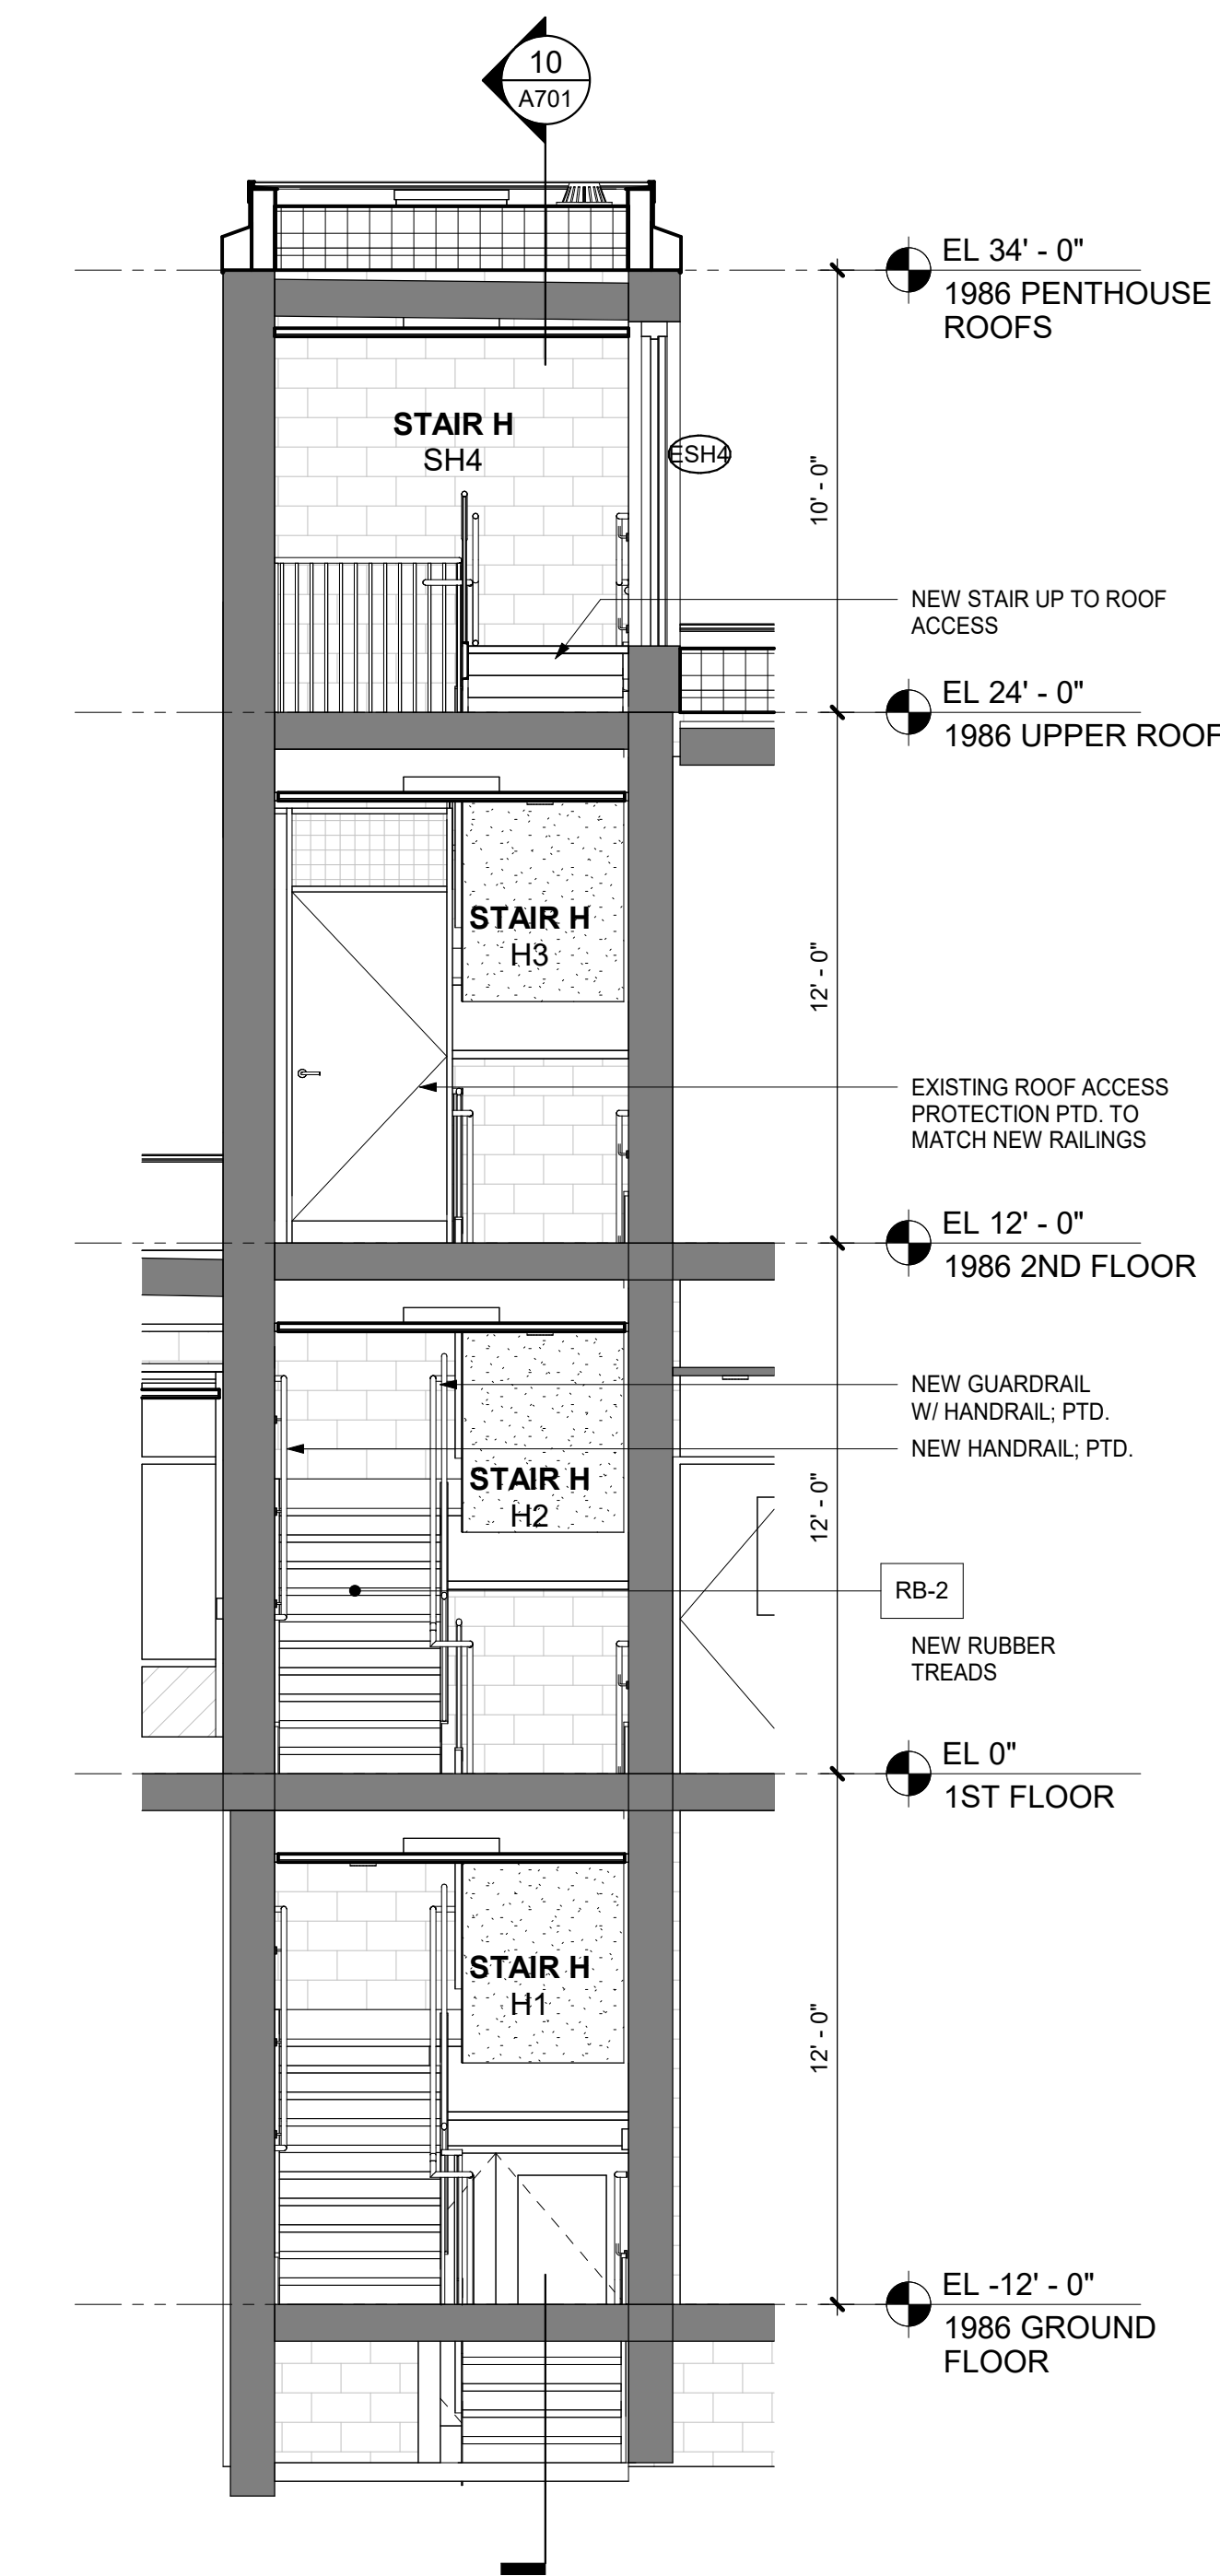 10
A701
EL 34' - 0"
1986 PENTHOUSE
ROOFS
STAIR H
SH4
ESH4
10' - 0"
NEW STAIR UP TO ROOF
ACCESS
EL 24' - 0"
1986 UPPER ROOF
STAIR H
H3
12' - 0"
EXISTING ROOF ACCESS
PROTECTION PTD. TO
MATCH NEW RAILINGS
EL 12' - 0"
1986 2ND FLOOR
NEW GUARDRAIL
W/ HANDRAIL; PTD.
NEW HANDRAIL; PTD.
STAIR H
H2
12' - 0"
RB-2
NEW RUBBER
TREADS
EL 0"
1ST FLOOR
STAIR H
H1
12' - 0"
EL -12' - 0"
1986 GROUND
FLOOR